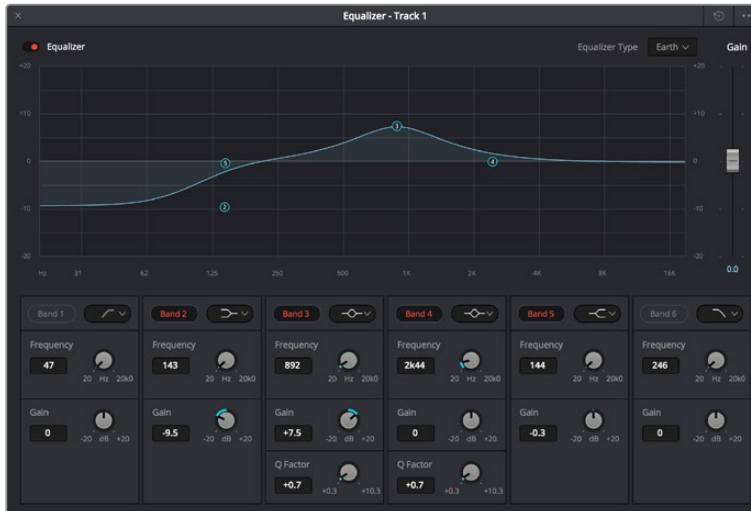 Equalizer - Track 1
Equalizer
Equalizer Type Earth Gain
+20 +20
+10 +10
3
5 4
0 0
2
-10 -10
-20 -20
Hz 31 62 125 250 500 1K 2K 4K 8K 16K
0.0
Band 1 Band 2 Band 3 Band 4 Band 5 Band 6
Frequency Frequency Frequency Frequency Frequency Frequency
47 143 892 2k44 144 246
20 Hz 20k0 20 Hz 20k0 20 Hz 20k0 20 Hz 20k0 20 Hz 20k0 20 Hz 20k0
Gain Gain Gain Gain Gain Gain
0 -9.5 +7.5 0 -0.3 0
-20 dB +20 -20 dB +20 -20 dB +20 -20 dB +20 -20 dB +20 -20 dB +20
Q Factor Q Factor
+0.7 +0.7
+0.3 +10.3 +0.3 +10.3